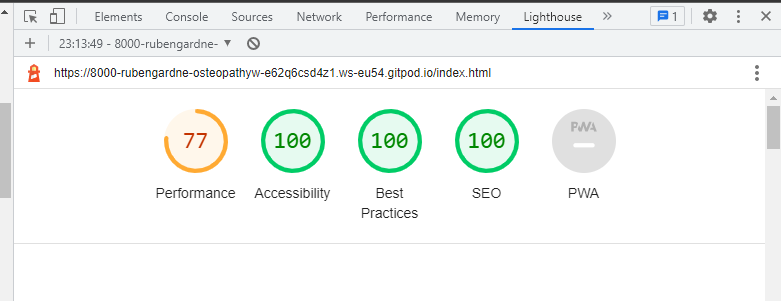 Elements Console Sources Network Performance Memory Lighthouse » 1
23:13:49 - 8000-rubengardne-
https://8000-rubengardne-osteopathyw-e62q6csd4z1.ws-eu54.gitpod.io/index.html
77 100 100 100 PWA
Performance Accessibility Best Practices SEO PWA